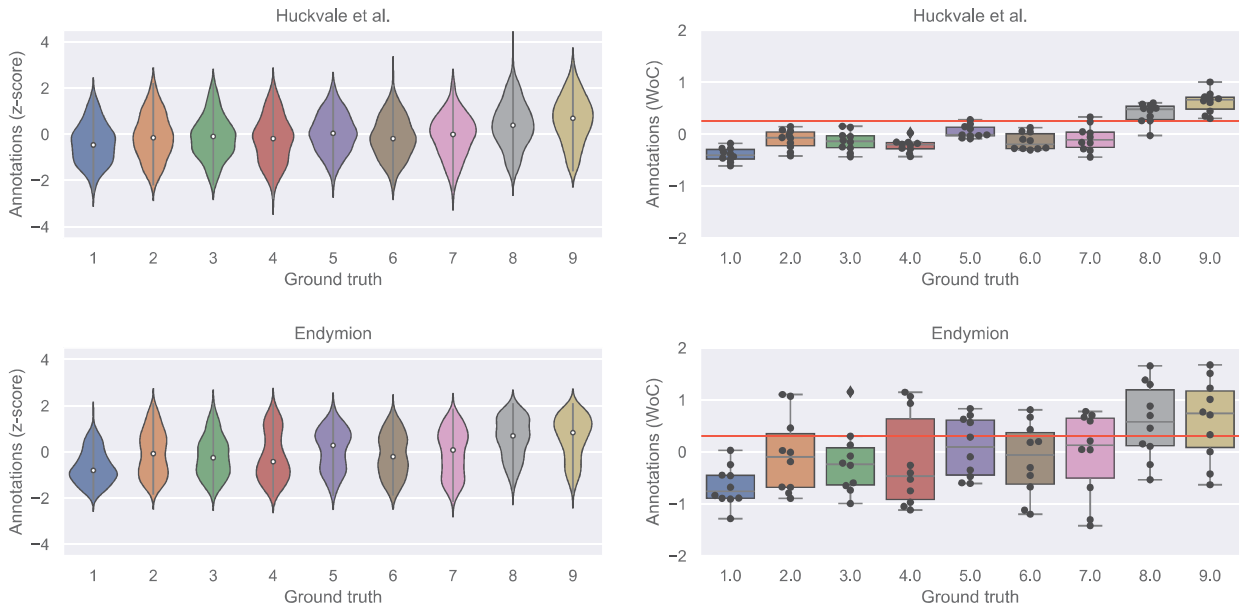 Huckvale et al.
Annotations (z-score)
4
2
0
−2
−4
1 2 3 4 5 6 7 8 9
Ground truth
Huckvale et al.
Annotations (WoC)
2
1
0
−1
−2
1.0 2.0 3.0 4.0 5.0 6.0 7.0 8.0 9.0
Ground truth
Endymion
Annotations (z-score)
4
2
0
−2
−4
1 2 3 4 5 6 7 8 9
Ground truth
Endymion
Annotations (WoC)
2
1
0
−1
−2
1.0 2.0 3.0 4.0 5.0 6.0 7.0 8.0 9.0
Ground truth